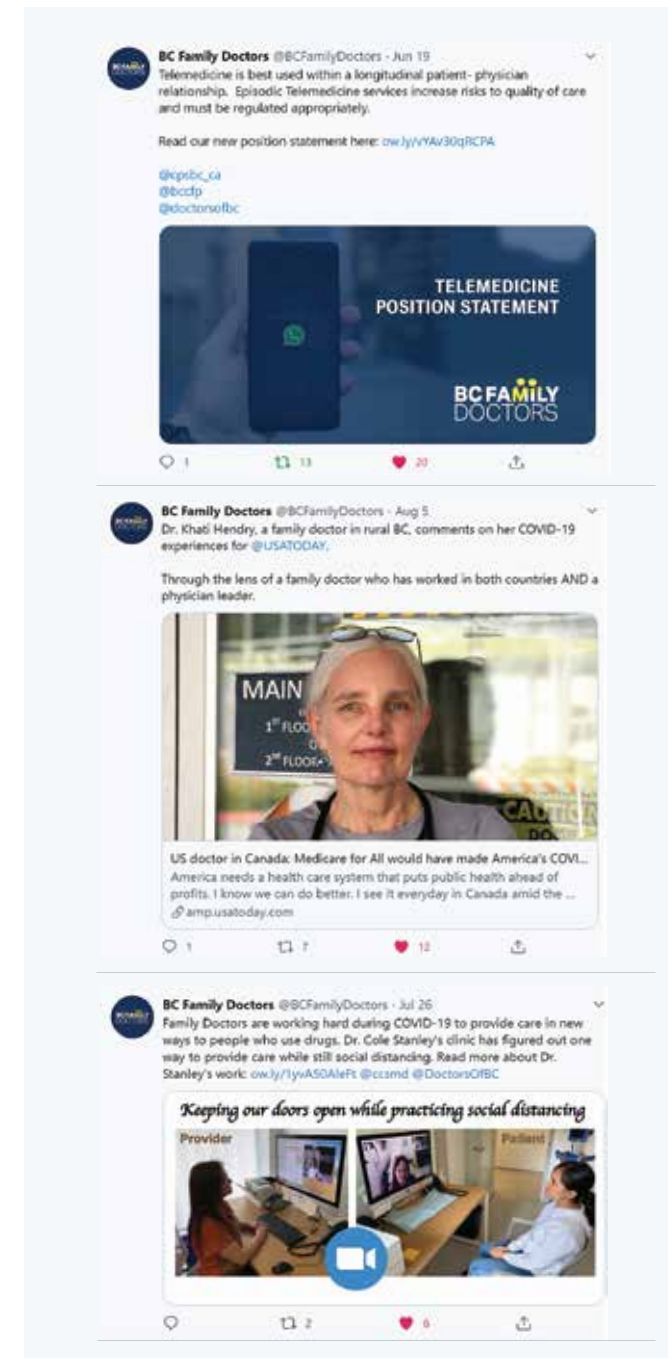 BC Family Doctors @BCFamilyDoctors · Jun 19
Telemedicine is best used within a longitudinal patient- physician
relationship. Episodic Telemedicine services increase risks to quality of care
and must be regulated appropriately.
Read our new position statement here: ow.ly/vYAv30qRCPA
@cpsbc_ca
@bccfp
@doctorsofbc
TELEMEDICINE
POSITION STATEMENT
BC FAMiLY
DOCTORS
1 13 20
BC Family Doctors @BCFamilyDoctors · Aug 5
Dr. Khati Hendry, a family doctor in rural BC, comments on her COVID-19
experiences for @USATODAY.
Through the lens of a family doctor who has worked in both countries AND a
physician leader.
MAIN
1ST FLOO
2ND FLOOR
CAUTION
DO
US doctor in Canada: Medicare for All would have made America's COVI...
America needs a health care system that puts public health ahead of
profits. I know we can do better. I see it everyday in Canada amid the ...
amp.usatoday.com
1 7 12
BC Family Doctors @BCFamilyDoctors · Jul 26
Family Doctors are working hard during COVID-19 to provide care in new
ways to people who use drugs. Dr. Cole Stanley's clinic has figured out one
way to provide care while still social distancing. Read more about Dr.
Stanley's work: ow.ly/1yvA50AleFt @ccsmd @DoctorsOfBC
Keeping our doors open while practicing social distancing
Provider Patient
2 6